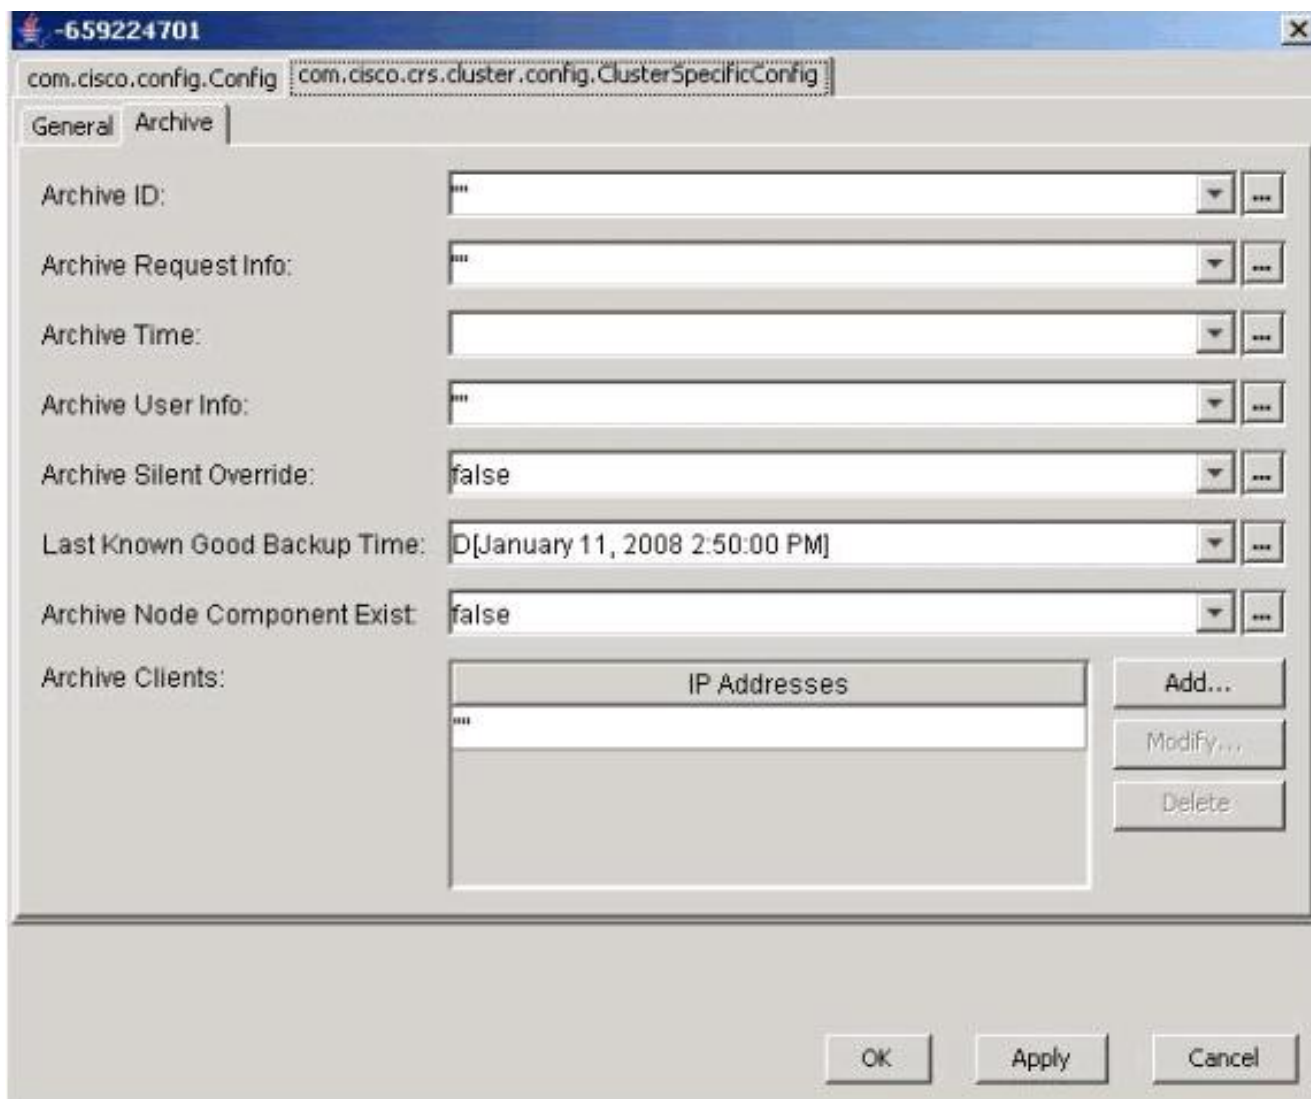 -659224701
com.cisco.config.Config com.cisco.crs.cluster.config.ClusterSpecificConfig
General Archive
Archive ID: ""
Archive Request Info: ""
Archive Time:
Archive User Info: ""
Archive Silent Override: false
Last Known Good Backup Time: D[January 11, 2008 2:50:00 PM]
Archive Node Component Exist: false
Archive Clients: IP Addresses Add...
""
Modify...
Delete
OK Apply Cancel